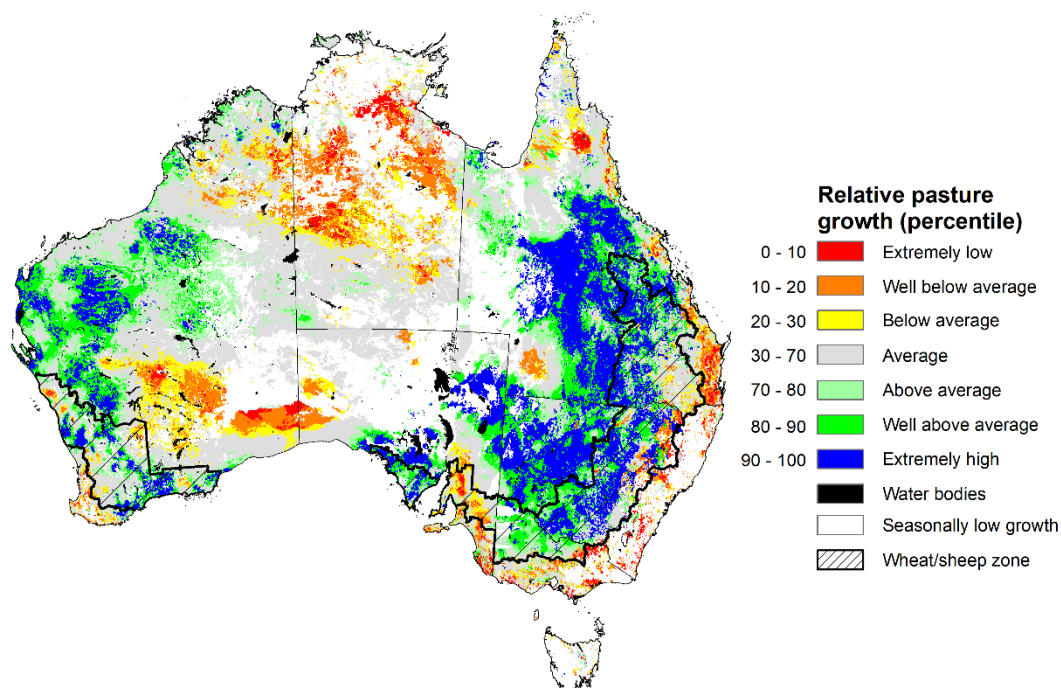 Relative pasture
growth (percentile)
0 - 10 Extremely low
10 - 20 Well below average
20 - 30 Below average
30 - 70 Average
70 - 80 Above average
80 - 90 Well above average
90 - 100 Extremely high
Water bodies
Seasonally low growth
Wheat/sheep zone